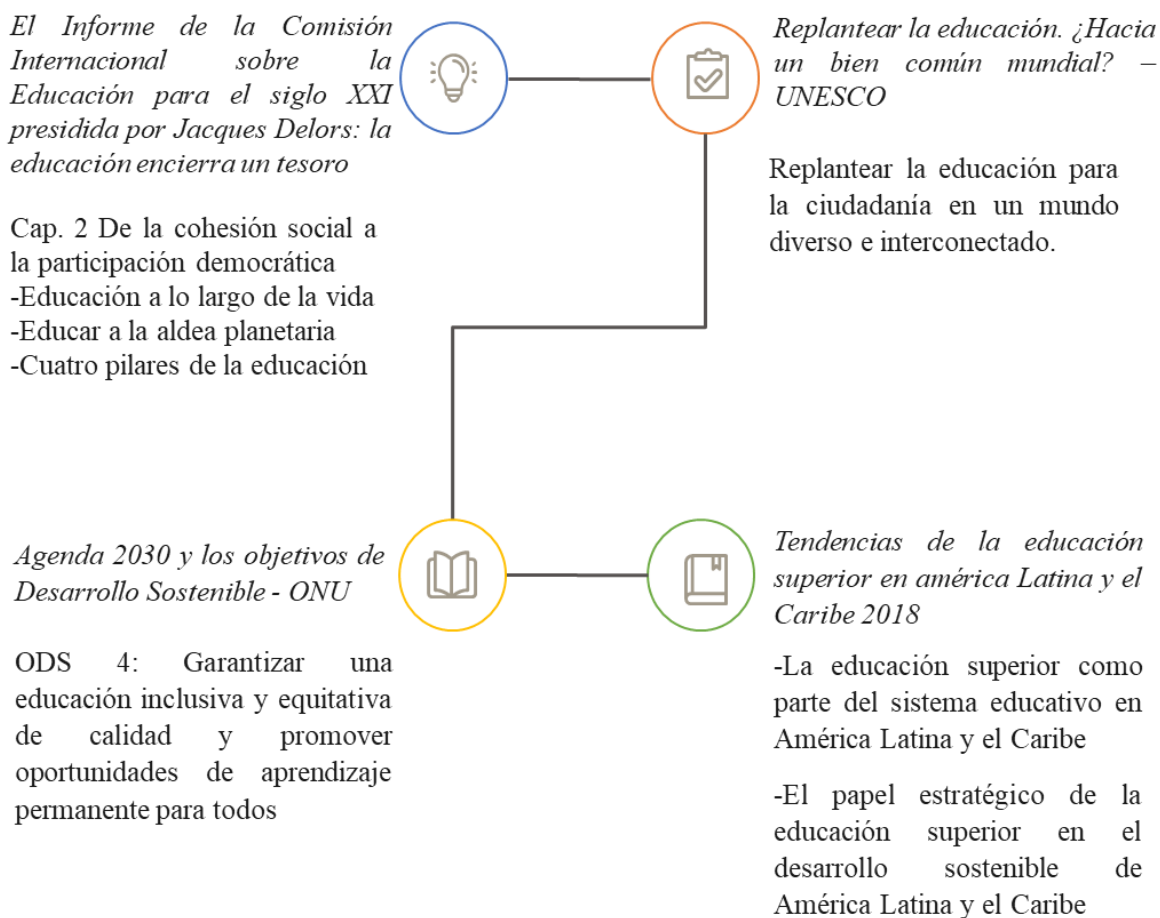 El Informe de la Comisión
Internacional sobre la
Educación para el siglo XXI
presidida por Jacques Delors: la
educación encierra un tesoro
Cap. 2 De la cohesión social a
la participación democrática
-Educación a lo largo de la vida
-Educar a la aldea planetaria
-Cuatro pilares de la educación
Replantear la educación. ¿Hacia
un bien común mundial? –
UNESCO
Replantear la educación para
la ciudadanía en un mundo
diverso e interconectado.
Agenda 2030 y los objetivos de
Desarrollo Sostenible - ONU
ODS 4: Garantizar una
educación inclusiva y equitativa
de calidad y promover
oportunidades de aprendizaje
permanente para todos
Tendencias de la educación
superior en américa Latina y el
Caribe 2018
-La educación superior como
parte del sistema educativo en
América Latina y el Caribe
-El papel estratégico de la
educación superior en el
desarrollo sostenible de
América Latina y el Caribe